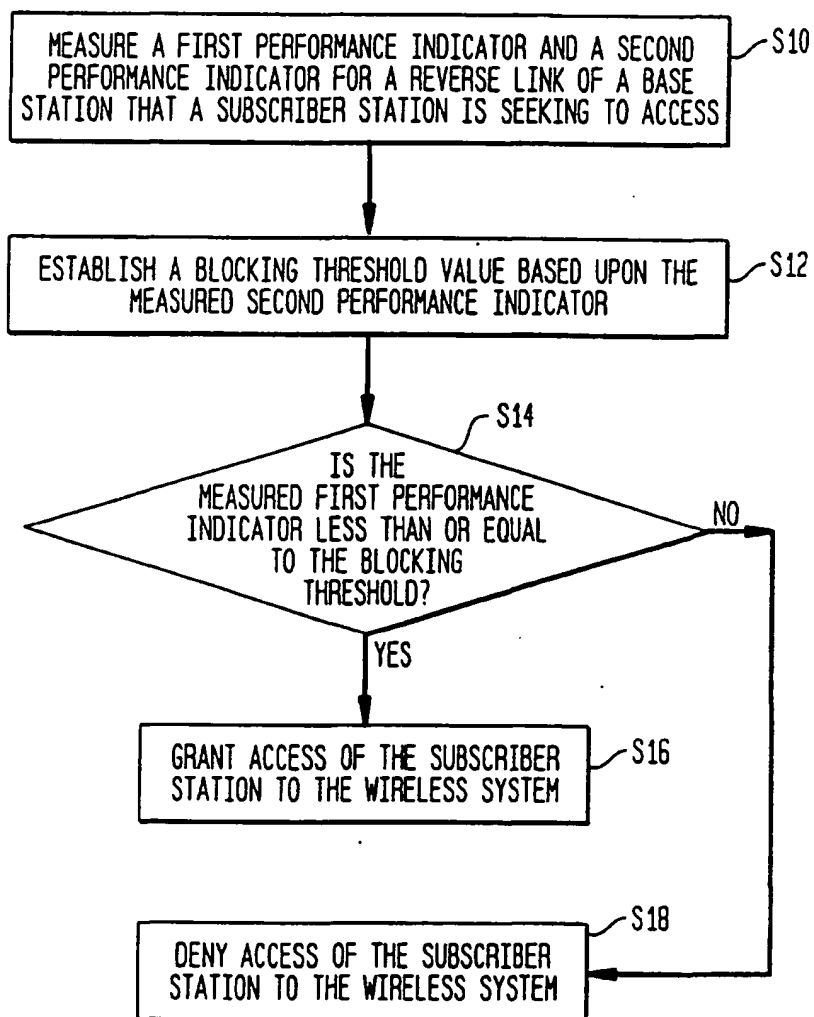 MEASURE A FIRST PERFORMANCE INDICATOR AND A SECOND
PERFORMANCE INDICATOR FOR A REVERSE LINK OF A BASE
STATION THAT A SUBSCRIBER STATION IS SEEKING TO ACCESS
S10
ESTABLISH A BLOCKING THRESHOLD VALUE BASED UPON THE
MEASURED SECOND PERFORMANCE INDICATOR
S12
S14
IS THE
MEASURED FIRST PERFORMANCE
INDICATOR LESS THAN OR EQUAL
TO THE BLOCKING
THRESHOLD?
NO
YES
GRANT ACCESS OF THE SUBSCRIBER
STATION TO THE WIRELESS SYSTEM
S16
S18
DENY ACCESS OF THE SUBSCRIBER
STATION TO THE WIRELESS SYSTEM